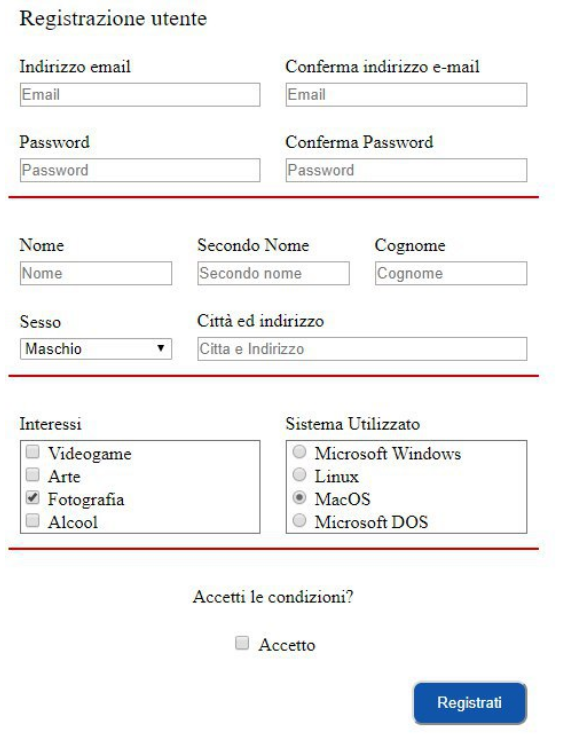 Registrazione utente
Indirizzo email Conferma indirizzo e-mail
Email Email
Password Conferma Password
Password Password
Nome Secondo Nome Cognome
Nome Secondo nome Cognome
Sesso Città ed indirizzo
Maschio Citta e Indirizzo
Interessi Sistema Utilizzato
Videogame Microsoft Windows
Arte Linux
Fotografia MacOS
Alcool Microsoft DOS
Accetti le condizioni?
Accetto
Registrati